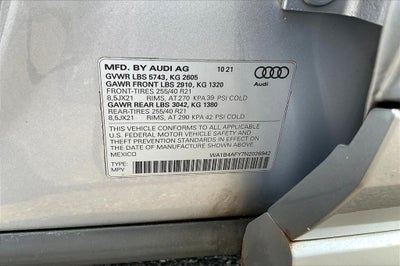 MFD. BY AUDI AG 10 21
GVWR LBS 5743, KG 2605
GAWR FRONT LBS 2910, KG 1320
FRONT-TIRES 255/40 R21
8,5JX21 RIMS, AT 270 KPA 39 PSI COLD
GAWR REAR LBS 3042, KG 1380
REAR-TIRES 255/40 R21
8,5JX21 RIMS, AT 290 KPA 42 PSI COLD
THIS VEHICLE CONFORMS TO ALL APPLICABLE
U.S. FEDERAL MOTOR VEHICLE SAFETY AND
THEFT PREVENTION STANDARDS IN EFFECT ON
THE DATE OF MANUFACTURE SHOWN ABOVE.
MEXICO WA1B4AFY7N2026942
TYPE:
MPV
Audi